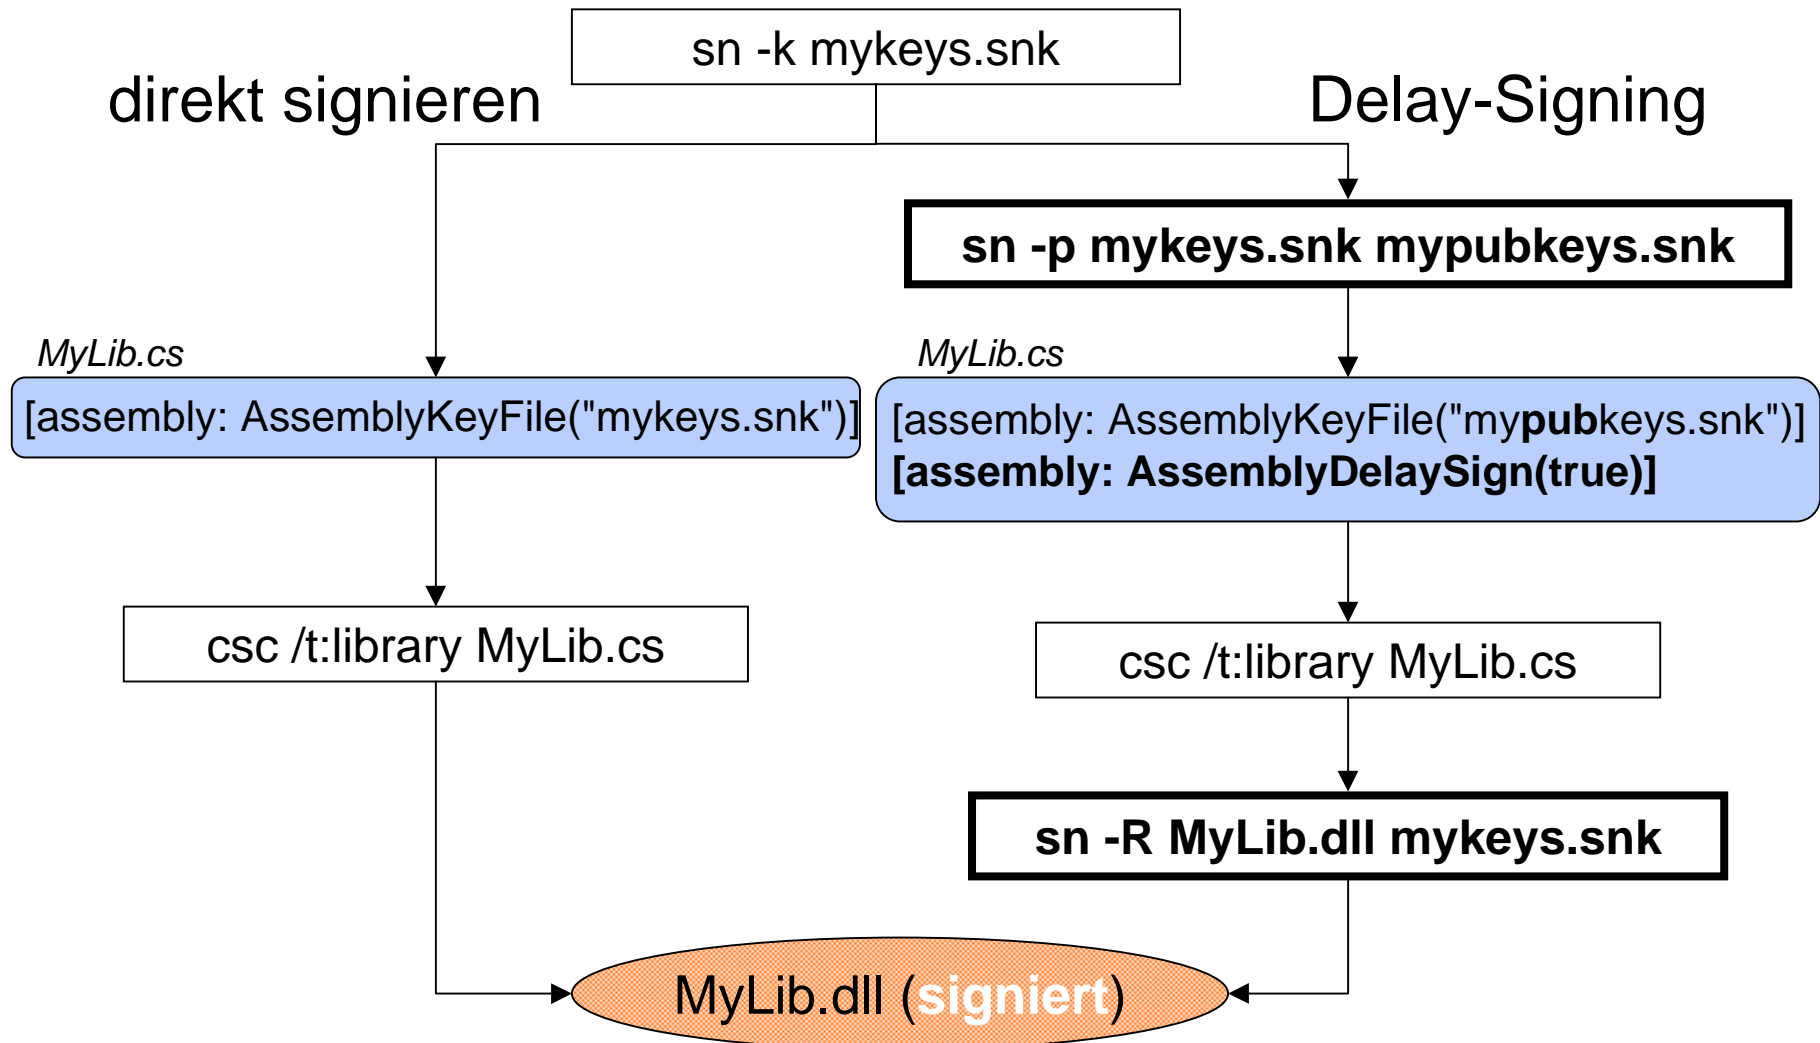 sn -k mykeys.snk
direkt signieren
Delay-Signing
sn -p mykeys.snk mypubkeys.snk
MyLib.cs
MyLib.cs
[assembly: AssemblyKeyFile("mykeys.snk")]
[assembly: AssemblyKeyFile("mypubkeys.snk")]
[assembly: AssemblyDelaySign(true)]
csc /t:library MyLib.cs
csc /t:library MyLib.cs
sn -R MyLib.dll mykeys.snk
MyLib.dll (signiert)